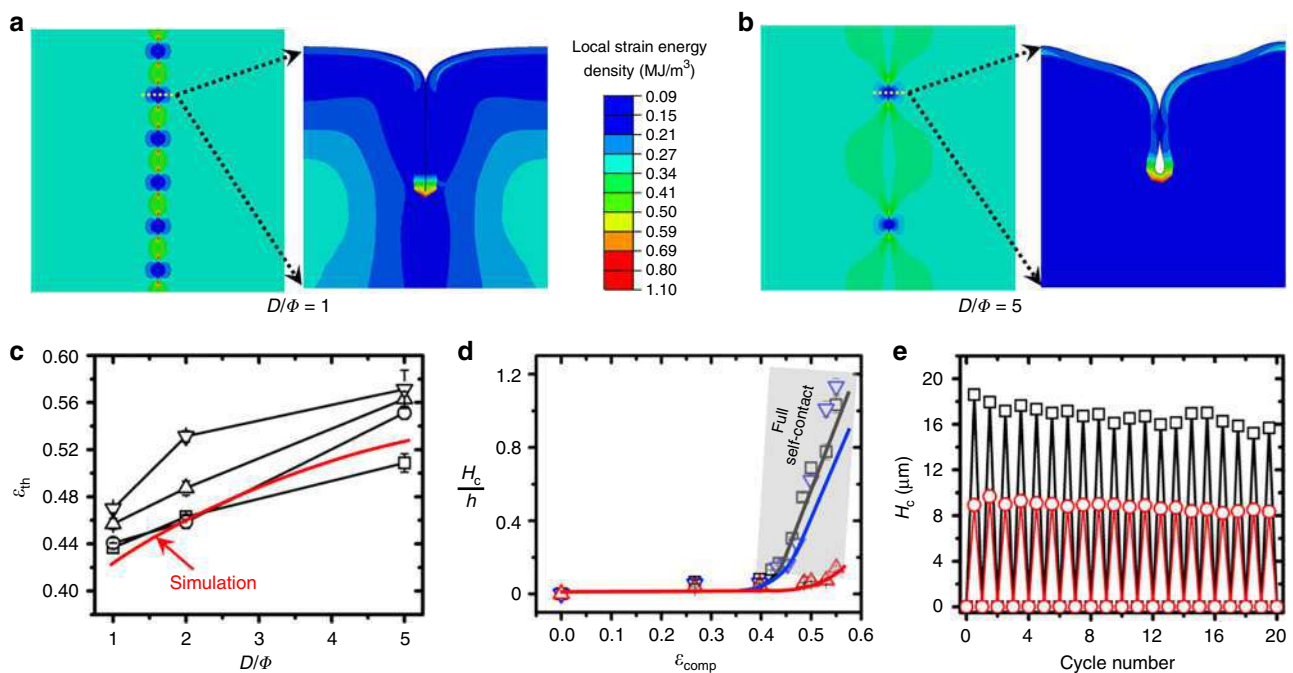 a
Local strain energy
density (MJ/m³)
0.09
0.15
0.21
0.27
0.34
0.41
0.50
0.59
0.69
0.80
1.10
D/Φ = 1
b
D/Φ = 5
c
0.60
0.56
0.52
0.48
0.44
0.40
εth
Simulation
1
2
3
4
5
D/Φ
d
1.2
0.8
0.4
0
Hc
h
Full
self-contact
0.0
0.1
0.2
0.3
0.4
0.5
0.6
εcomp
e
20
16
12
8
4
0
Hc (μm)
0
4
8
12
16
20
Cycle number